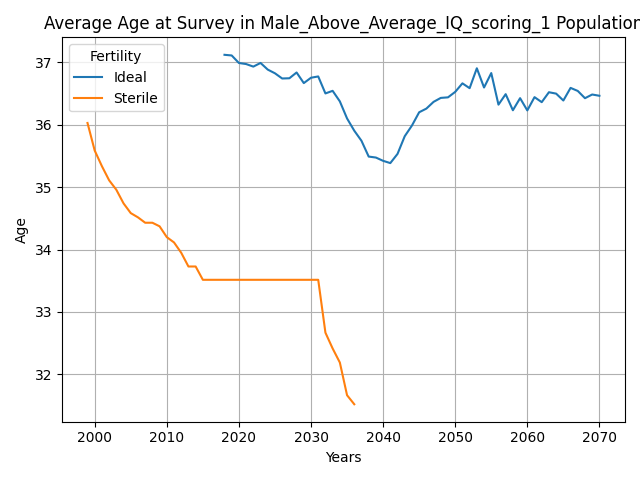 Average Age at Survey in Male_Above_Average_IQ_scoring_1 Population
Fertility
Ideal
Sterile
37
36
35
34
33
32
Age
2000 2010 2020 2030 2040 2050 2060 2070
Years